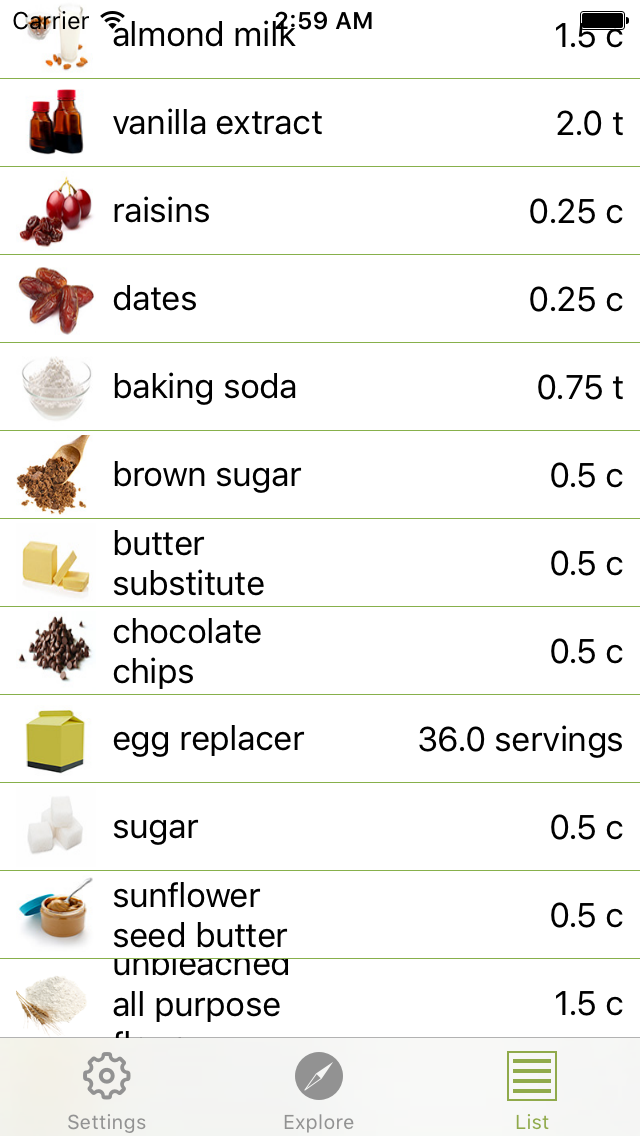 Carrier 2:59 AM
almond milk 1.5 c
vanilla extract 2.0 t
raisins 0.25 c
dates 0.25 c
baking soda 0.75 t
brown sugar 0.5 c
butter
substitute 0.5 c
chocolate
chips 0.5 c
egg replacer 36.0 servings
sugar 0.5 c
sunflower
seed butter 0.5 c
unbleached
all purpose 1.5 c
Settings Explore List